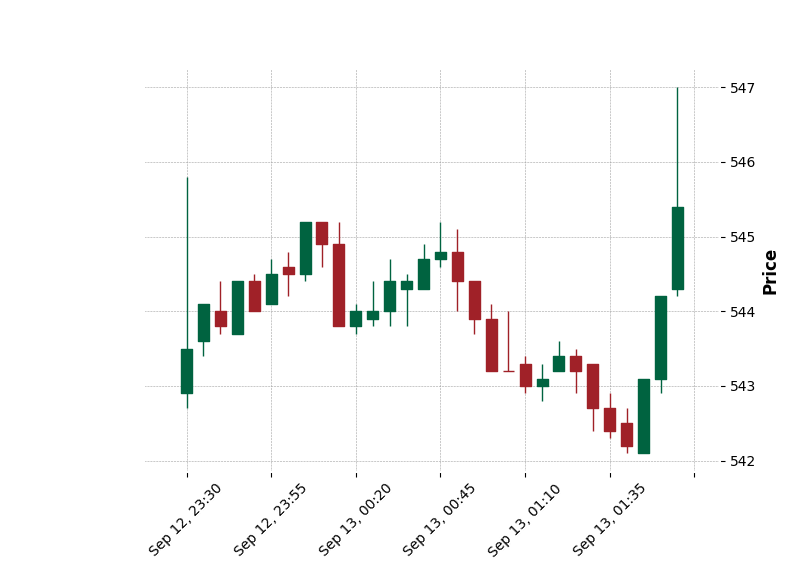 547
546
545
544
543
542
Price
Sep 12, 23:30
Sep 12, 23:55
Sep 13, 00:20
Sep 13, 00:45
Sep 13, 01:10
Sep 13, 01:35